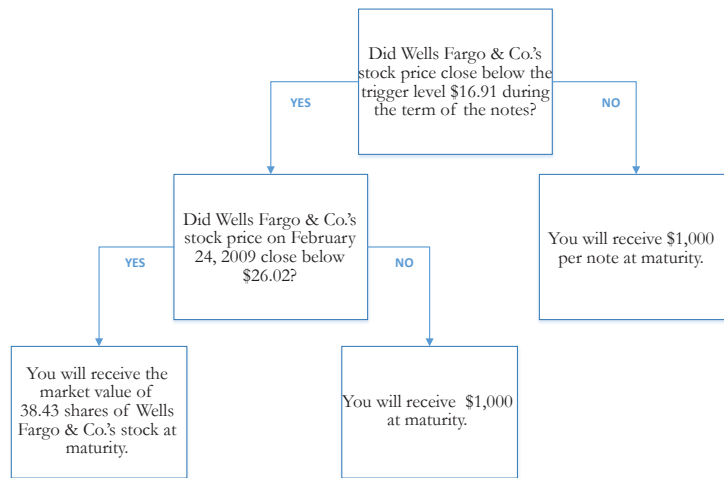 Did Wells Fargo & Co.'s
stock price close below the
trigger level $16.91 during
the term of the notes?
YES
NO
Did Wells Fargo & Co.'s
stock price on February
24, 2009 close below
$26.02?
You will receive $1,000
per note at maturity.
YES
NO
You will receive the
market value of
38.43 shares of Wells
Fargo & Co.'s stock at
maturity.
You will receive $1,000
at maturity.